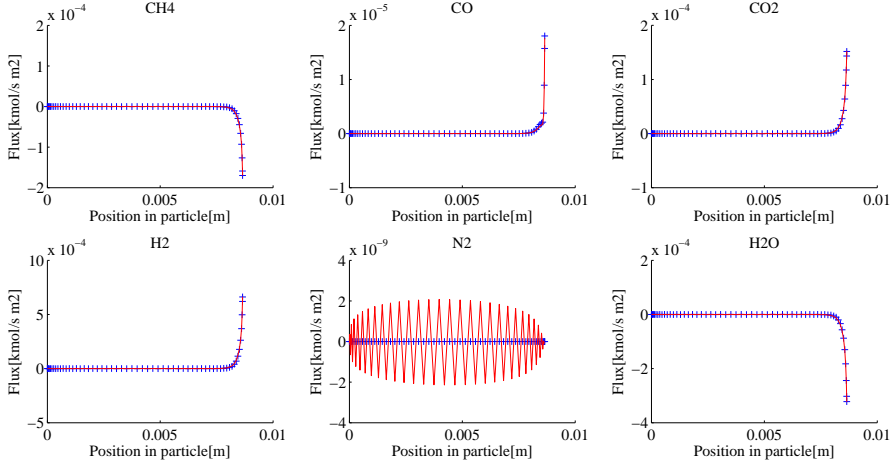 CH4
x 10^-4
2
1
0
-1
-2
Flux[kmol/s m2]
0 0.005 0.01
Position in particle[m]
CO
x 10^-5
2
1
0
-1
Flux[kmol/s m2]
0 0.005 0.01
Position in particle[m]
CO2
x 10^-4
2
1
0
-1
Flux[kmol/s m2]
0 0.005 0.01
Position in particle[m]
H2
x 10^-4
10
5
0
-5
Flux[kmol/s m2]
0 0.005 0.01
Position in particle[m]
N2
x 10^-9
4
2
0
-2
-4
Flux[kmol/s m2]
0 0.005 0.01
Position in particle[m]
H2O
x 10^-4
2
0
-2
-4
Flux[kmol/s m2]
0 0.005 0.01
Position in particle[m]